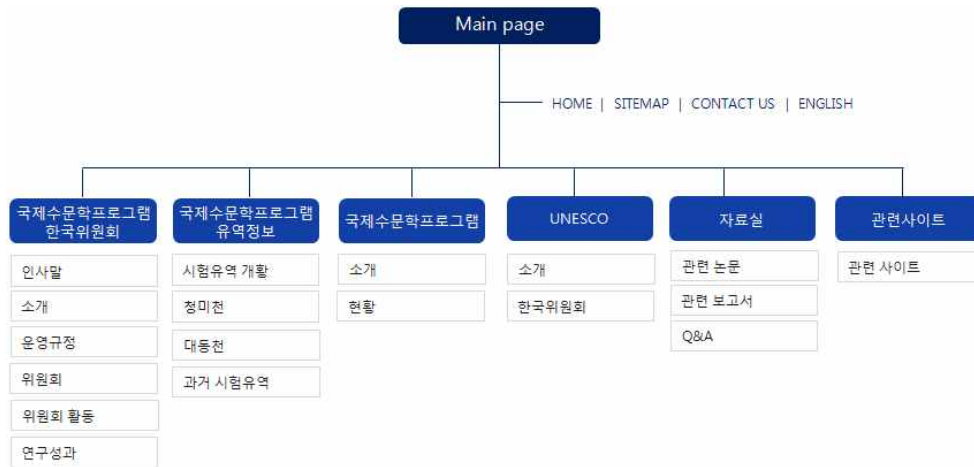 Main page
HOME | SITEMAP | CONTACT US | ENGLISH
국제수문학프로그램
한국위원회
인사말
소개
운영규정
위원회
위원회 활동
연구성과
국제수문학프로그램
유역정보
시험유역 개황
청미천
대동천
과거 시험유역
국제수문학프로그램
소개
현황
UNESCO
소개
한국위원회
자료실
관련 논문
관련 보고서
Q&A
관련사이트
관련 사이트